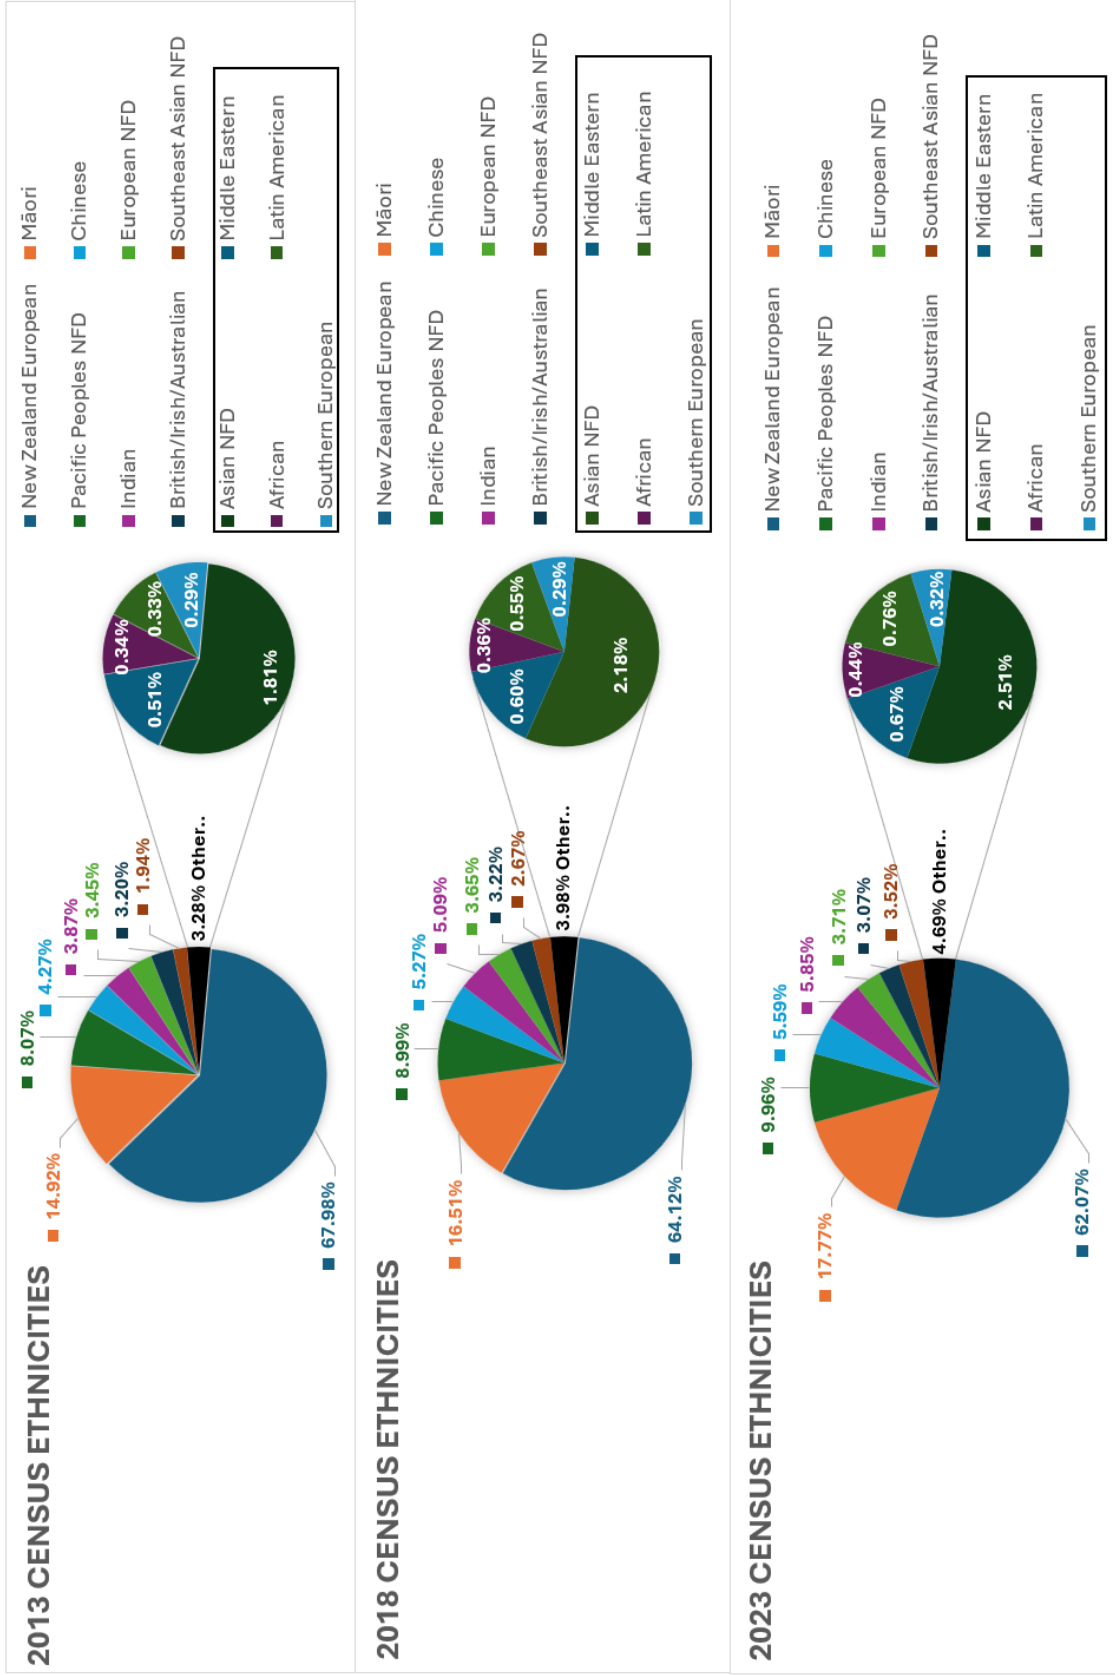 2013 CENSUS ETHNICITIES
14.92%
8.07%
4.27%
3.87%
3.45%
3.20%
1.94%
3.28% Other..
67.98%
0.51%
0.34%
0.33%
0.29%
1.81%
New Zealand European
Māori
Pacific Peoples NFD
Chinese
Indian
European NFD
British/Irish/Australian
Southeast Asian NFD
Asian NFD
Middle Eastern
African
Latin American
Southern European
2018 CENSUS ETHNICITIES
16.51%
8.99%
5.27%
5.09%
3.65%
3.22%
2.67%
3.98% Other..
64.12%
0.60%
0.36%
0.55%
0.29%
2.18%
New Zealand European
Māori
Pacific Peoples NFD
Chinese
Indian
European NFD
British/Irish/Australian
Southeast Asian NFD
Asian NFD
Middle Eastern
African
Latin American
Southern European
2023 CENSUS ETHNICITIES
17.77%
9.96%
5.59%
5.85%
3.71%
3.07%
3.52%
4.69% Other..
62.07%
0.67%
0.44%
0.76%
0.32%
2.51%
New Zealand European
Māori
Pacific Peoples NFD
Chinese
Indian
European NFD
British/Irish/Australian
Southeast Asian NFD
Asian NFD
Middle Eastern
African
Latin American
Southern European